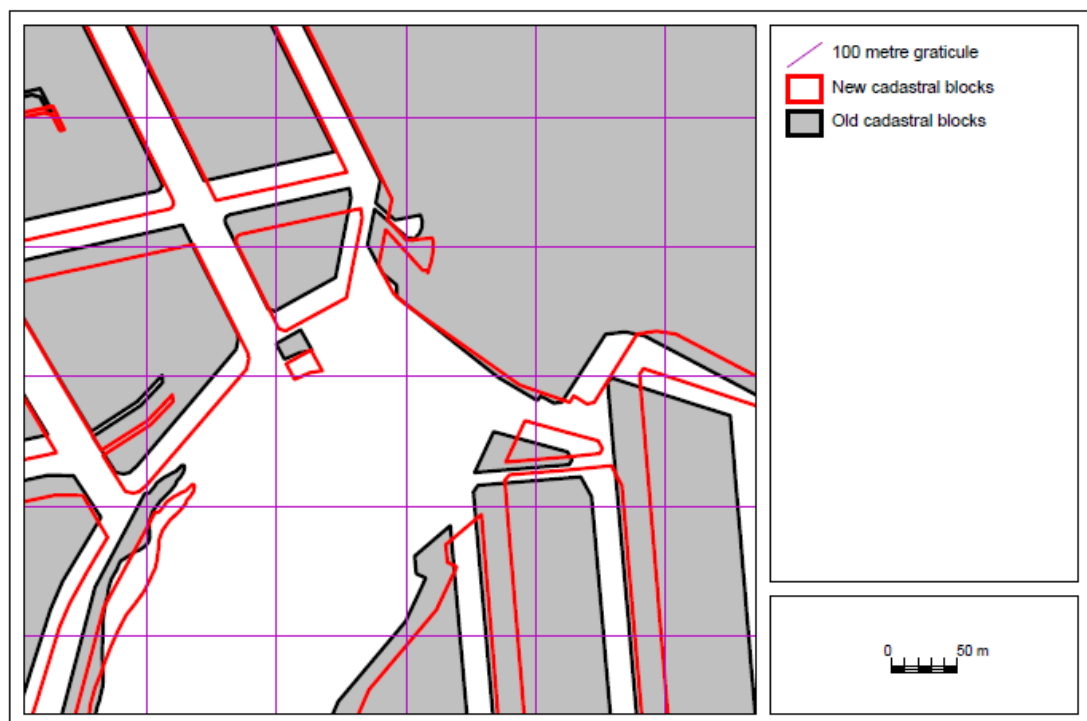 100 metre graticule
New cadastral blocks
Old cadastral blocks
0 50 m